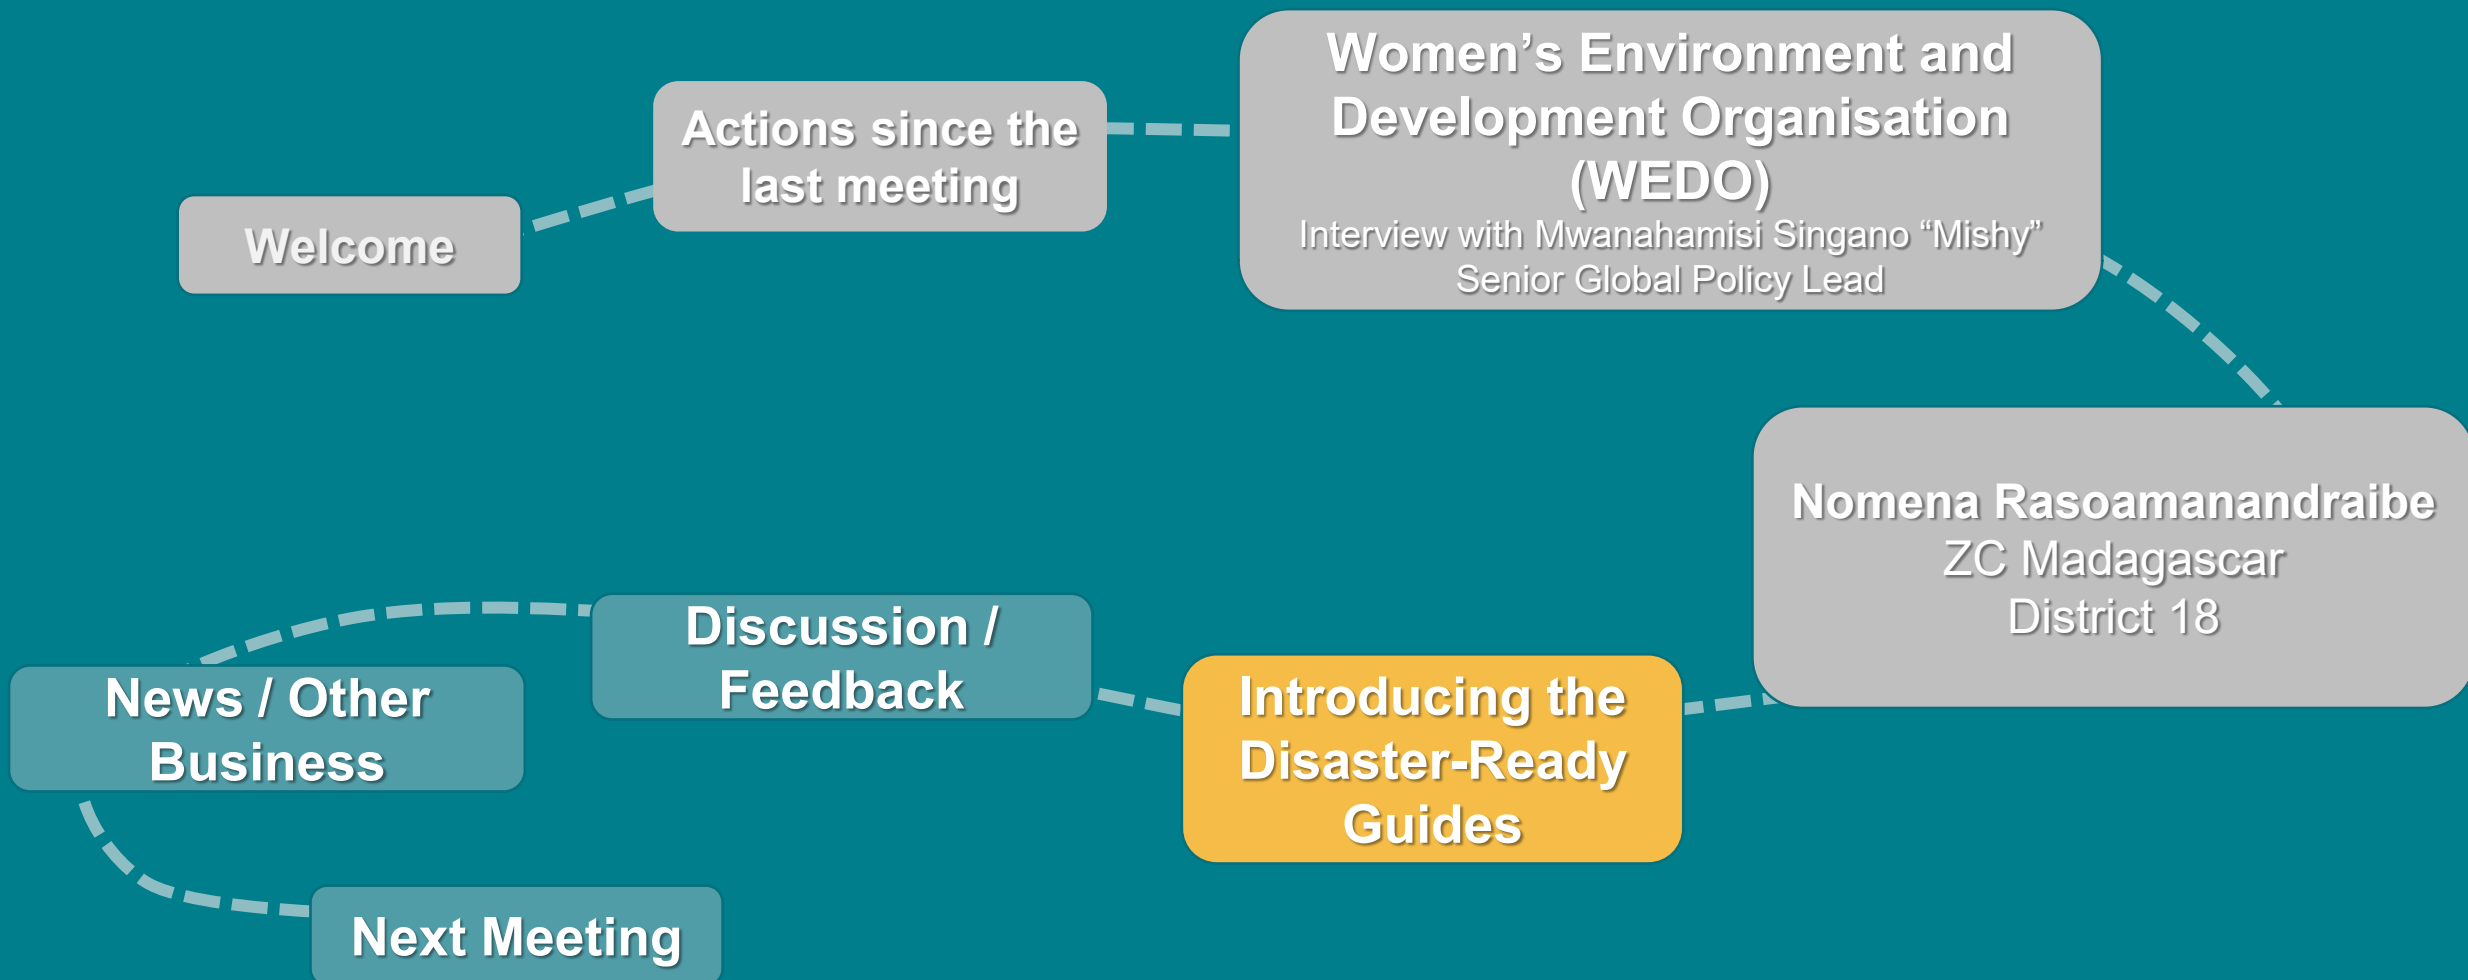 Welcome
Actions since the
last meeting
Women’s Environment and
Development Organisation
(WEDO)
Interview with Mwanahamisi Singano “Mishy”
Senior Global Policy Lead
Nomena Rasoamanandraibe
ZC Madagascar
District 18
Introducing the
Disaster-Ready
Guides
Discussion /
Feedback
News / Other
Business
Next Meeting